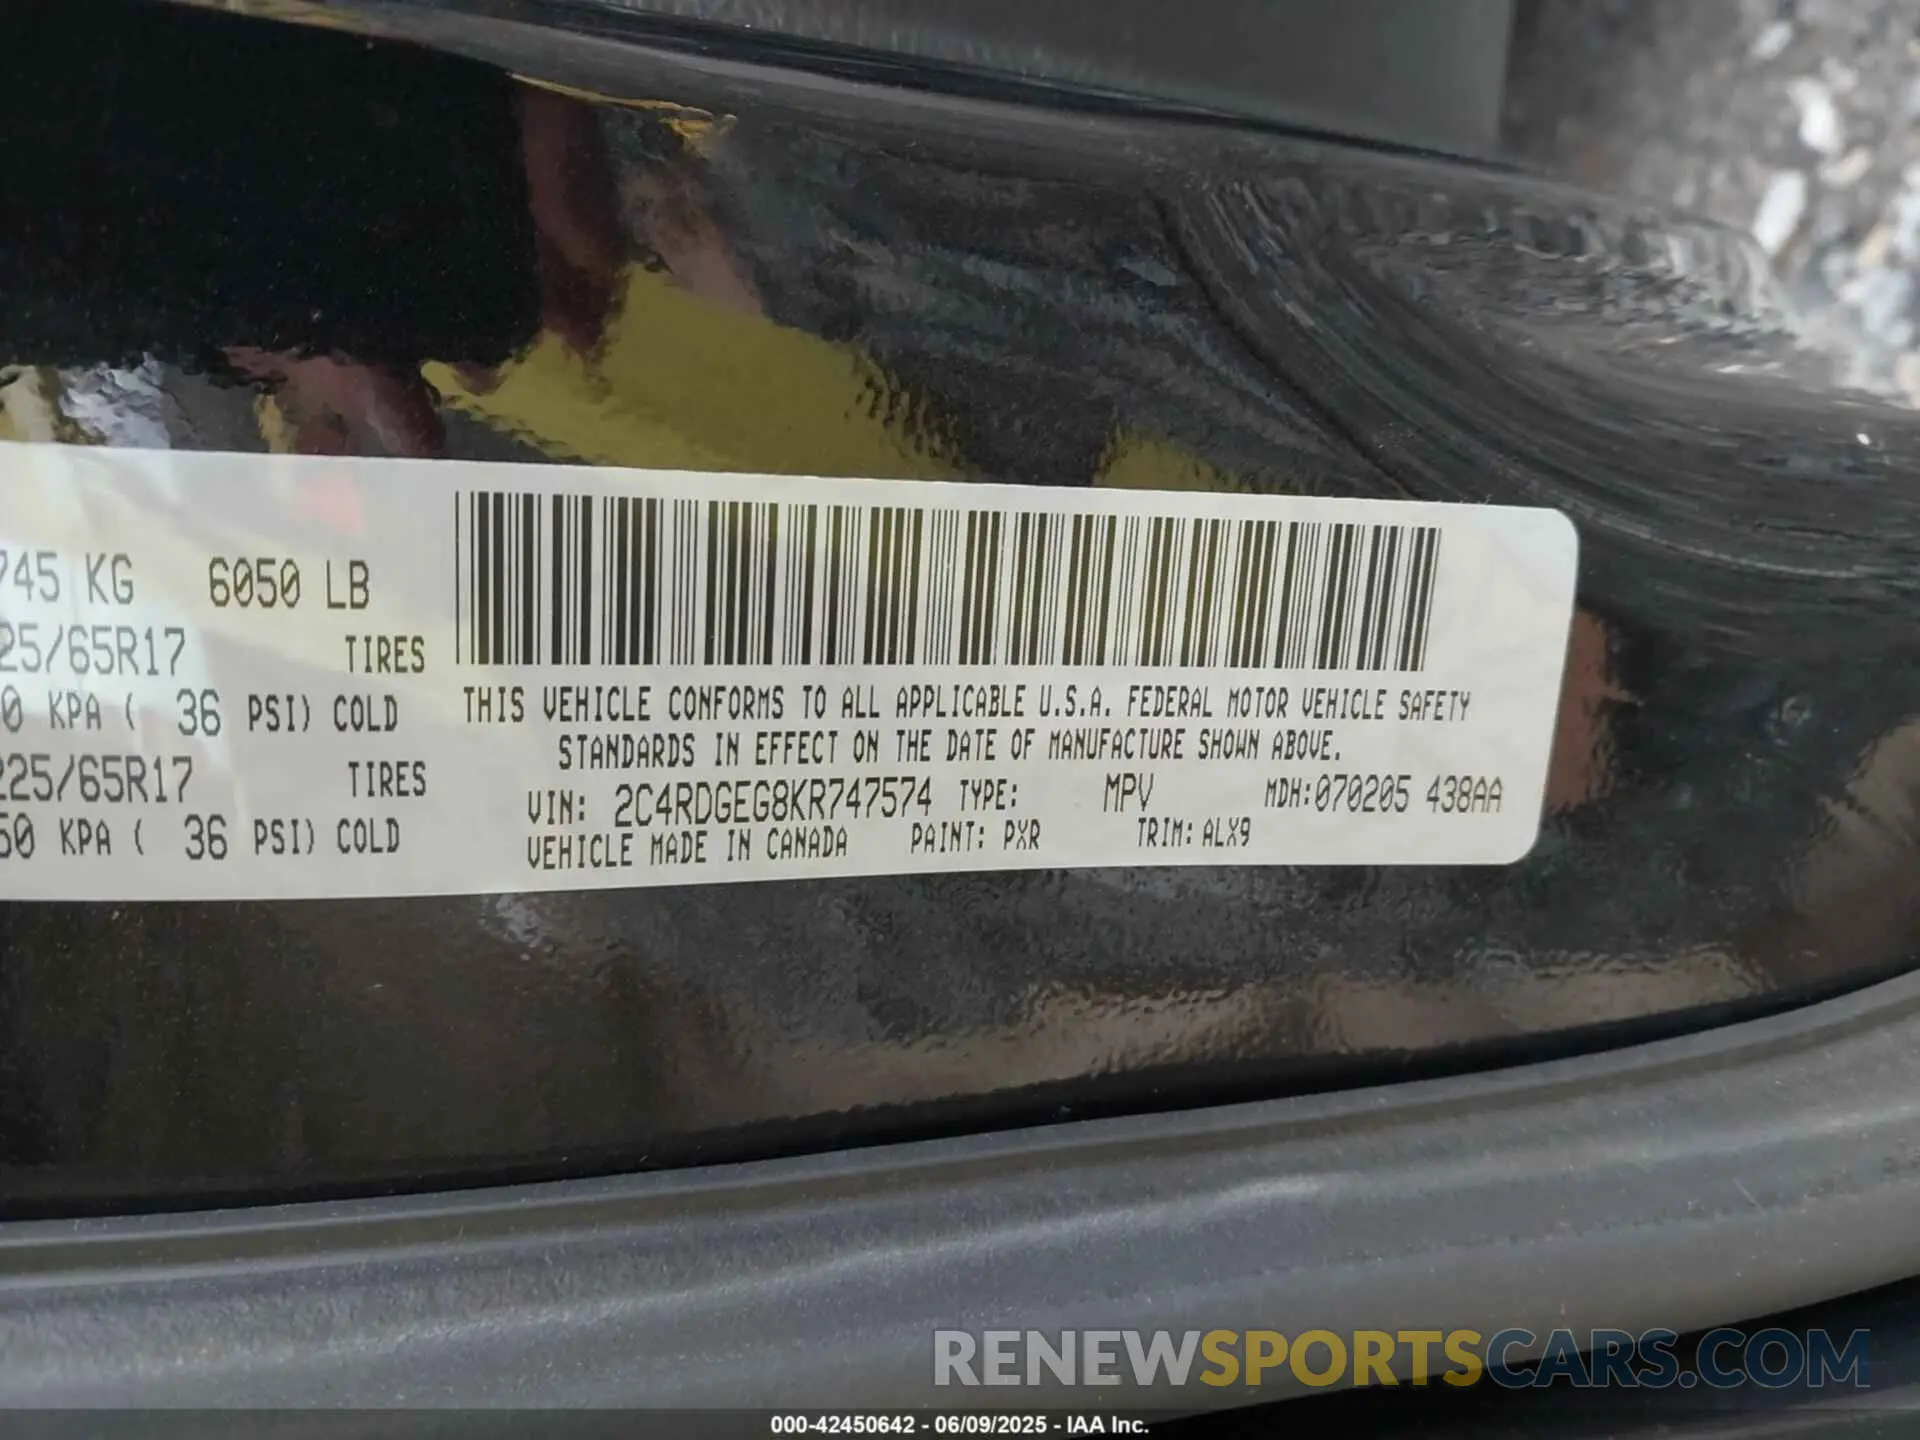 745 KG 6050 LB
25/65R17 TIRES
0 KPA ( 36 PSI) COLD
225/65R17 TIRES
50 KPA ( 36 PSI) COLD
THIS VEHICLE CONFORMS TO ALL APPLICABLE U.S.A. FEDERAL MOTOR VEHICLE SAFETY
STANDARDS IN EFFECT ON THE DATE OF MANUFACTURE SHOWN ABOVE.
VIN: 2C4RDGEG8KR747574 TYPE: MPV MDH:070205 438AA
VEHICLE MADE IN CANADA PAINT: PXR TRIM: ALX9
RENEWSPORTSCARS.COM
000-42450642 - 06/09/2025 - IAA Inc.